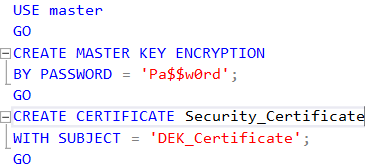 USE master
GO
CREATE MASTER KEY ENCRYPTION
BY PASSWORD = 'Pa$$w0rd';
GO
CREATE CERTIFICATE Security_Certificate
WITH SUBJECT = 'DEK_Certificate';
GO